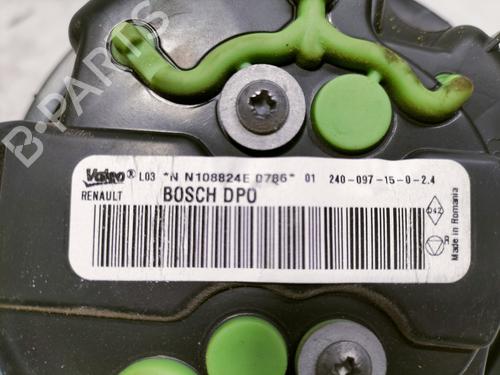 B-PARTS
Valeo® L03 *N N108824E D786* 01 240-097-15-0-2.4
RENAULT BOSCH DPO
Made in Romania
R